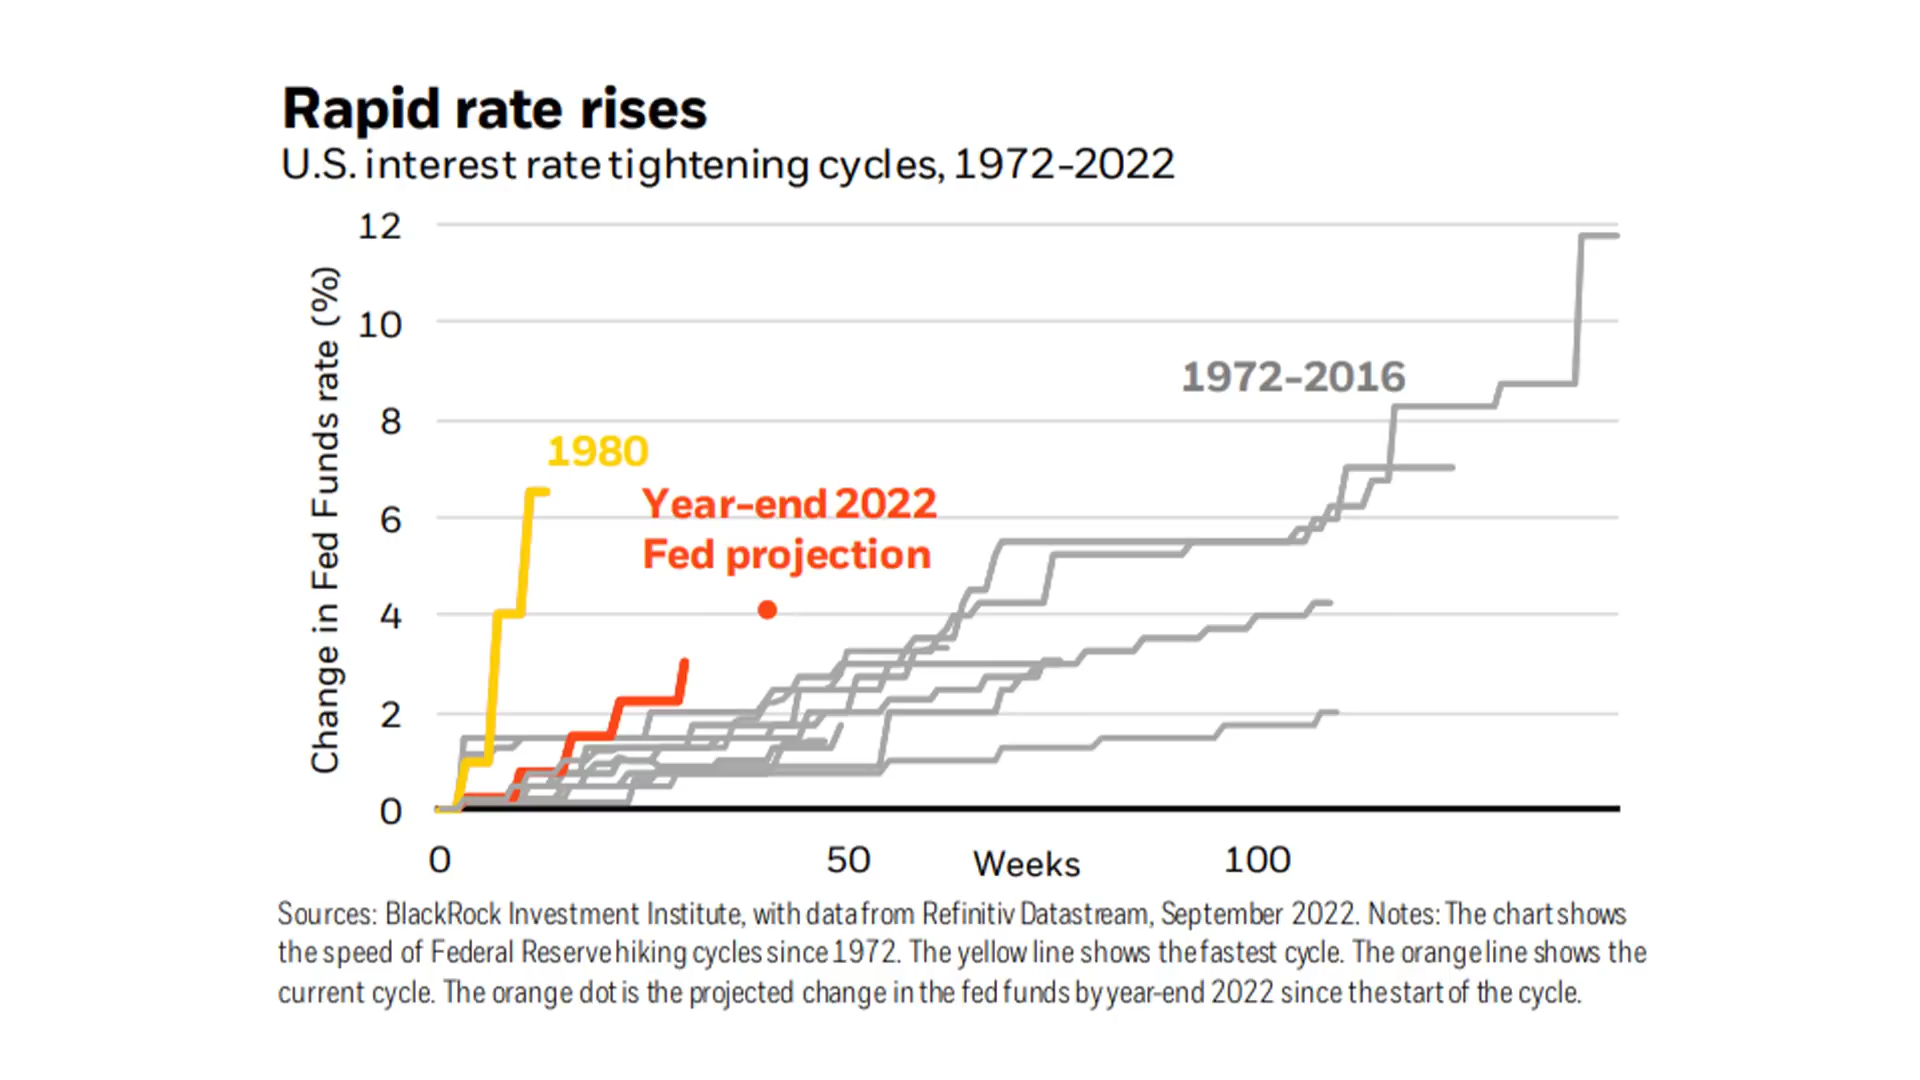 Rapid rate rises
U.S. interest rate tightening cycles, 1972-2022
Change in Fed Funds rate (%)
12
10
8
6
4
2
0
1972-2016
1980
Year-end 2022
Fed projection
0
50
Weeks
100
Sources: BlackRock Investment Institute, with data from Refinitiv Datastream, September 2022. Notes: The chart shows
the speed of Federal Reserve hiking cycles since 1972. The yellow line shows the fastest cycle. The orange line shows the
current cycle. The orange dot is the projected change in the fed funds by year-end 2022 since the start of the cycle.